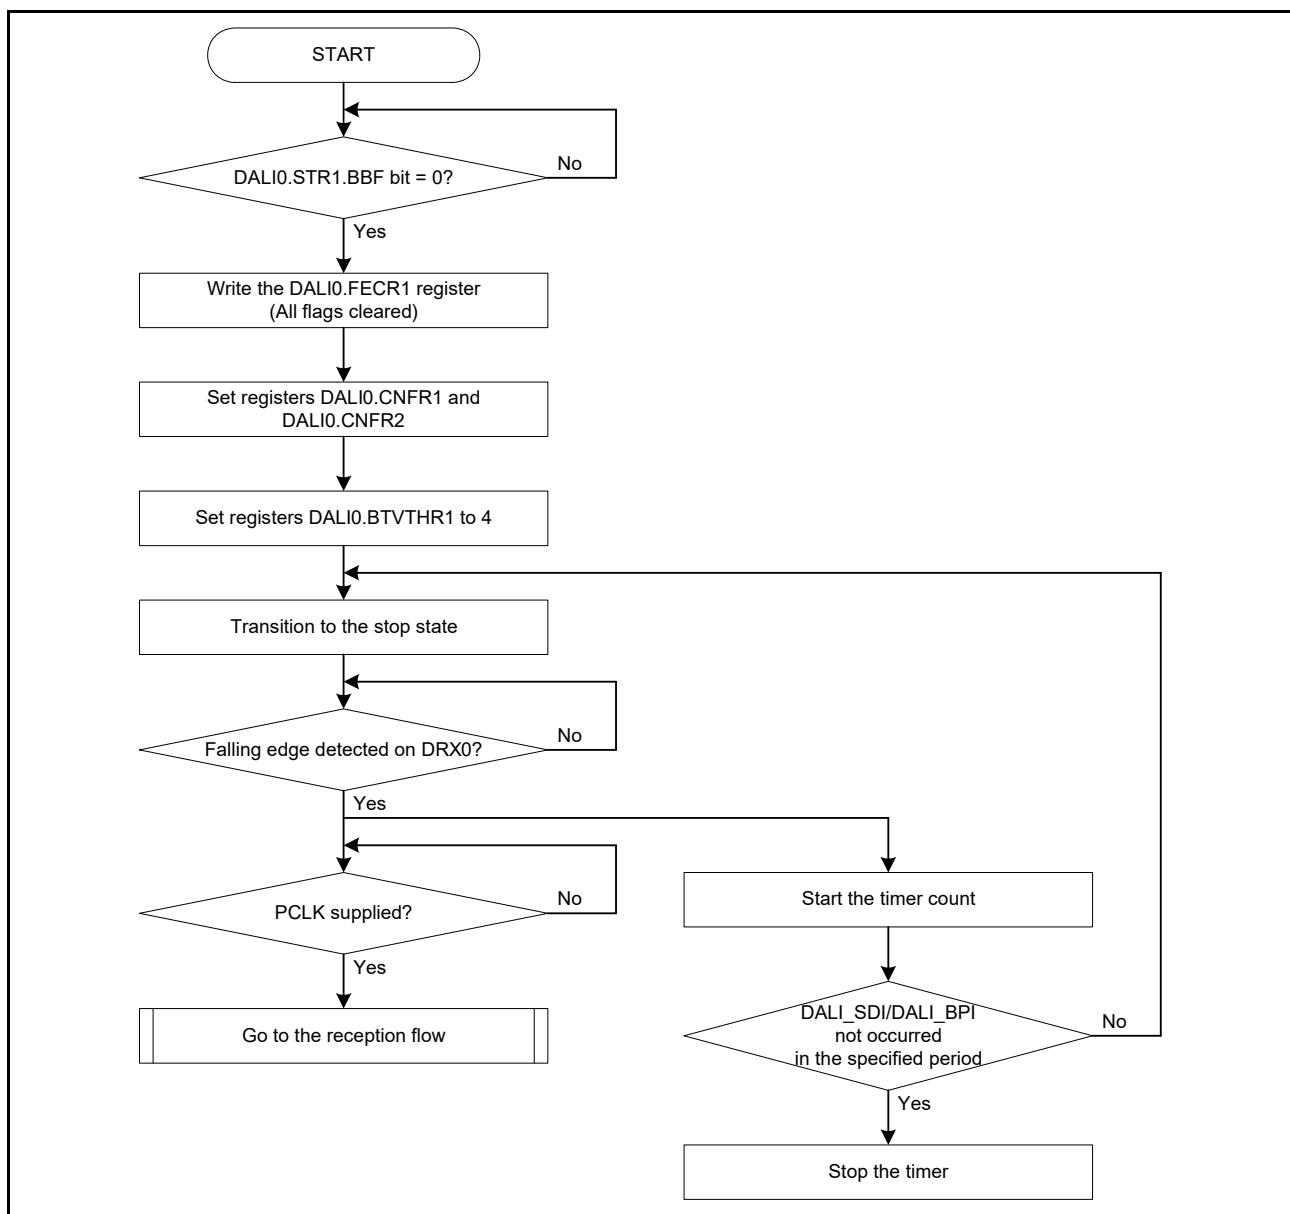 START
DALI0.STR1.BBF bit = 0?
No
Yes
Write the DALI0.FECR1 register
(All flags cleared)
Set registers DALI0.CNFR1 and
DALI0.CNFR2
Set registers DALI0.BTVTHR1 to 4
Transition to the stop state
Falling edge detected on DRX0?
No
Yes
PCLK supplied?
No
Yes
Go to the reception flow
Start the timer count
DALI_SDI/DALI_BPI
not occurred
in the specified period
No
Yes
Stop the timer